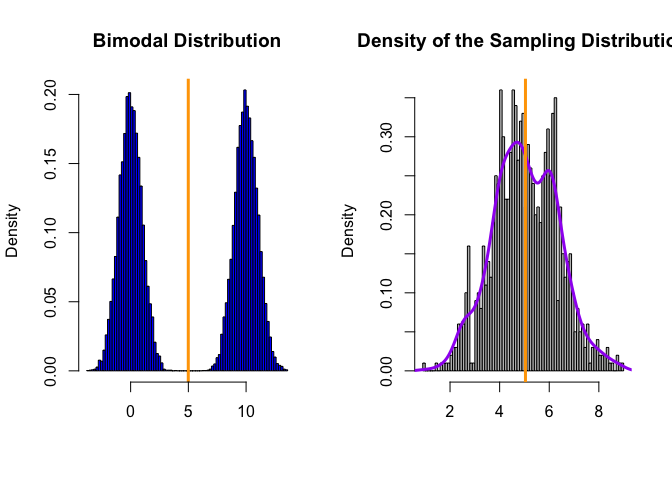 Bimodal Distribution
Density
0.00 0.05 0.10 0.15 0.20
0 5 10
Density of the Sampling Distributio
Density
0.00 0.10 0.20 0.30
2 4 6 8